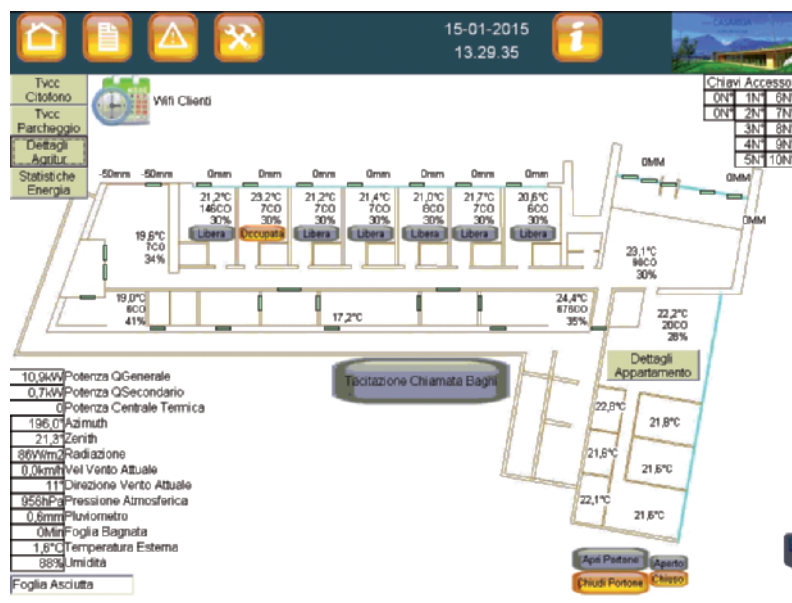 15-01-2015
13.29.35
Tvcc
Citofono
Tvcc
Parcheggio
Dettagli
Agritur
Statistiche
Energia
Wifi Clienti
Chiavi Accesso
0N° 1N° 6N
0N° 2N° 7N
3N° 8N
4N° 9N
5N° 10N
-50mm -50mm 0mm 0mm 0mm 0mm 0mm 0mm 0mm
0MM
0MM
0MM
21,2°C 23,2°C 21,2°C 21,4°C 21,0°C 21,7°C 20,6°C
146CO 7CO 7CO 7CO 8CO 7CO 6CO
30% 30% 30% 30% 30% 30% 30%
Libera Occupata Libera Libera Libera Libera Libera
19,6°C
7CO
34%
23,1°C
98CO
30%
19,0°C
6CO
41%
17,2°C
24,4°C
676CO
35%
22,2°C
20CO
28%
Dettagli
Appartamento
Tacitazione Chiamata Bagni
10,9kW Potenza QGenerale
0,7kW Potenza QSecondario
0 Potenza Centrale Termica
196,0° Azimuth
21,3° Zenith
86W/m2 Radiazione
0,0km/h Vel Vento Attuale
11° Direzione Vento Attuale
956hPa Pressione Atmosferica
0,6mm Pluviometro
0Min Foglia Bagnata
1,6°C Temperatura Esterna
88% Umidità
Foglia Asciutta
22,8°C
21,8°C
21,6°C
21,6°C
22,1°C
21,6°C
Apri Portone Aperto
Chiudi Portone Chiuso